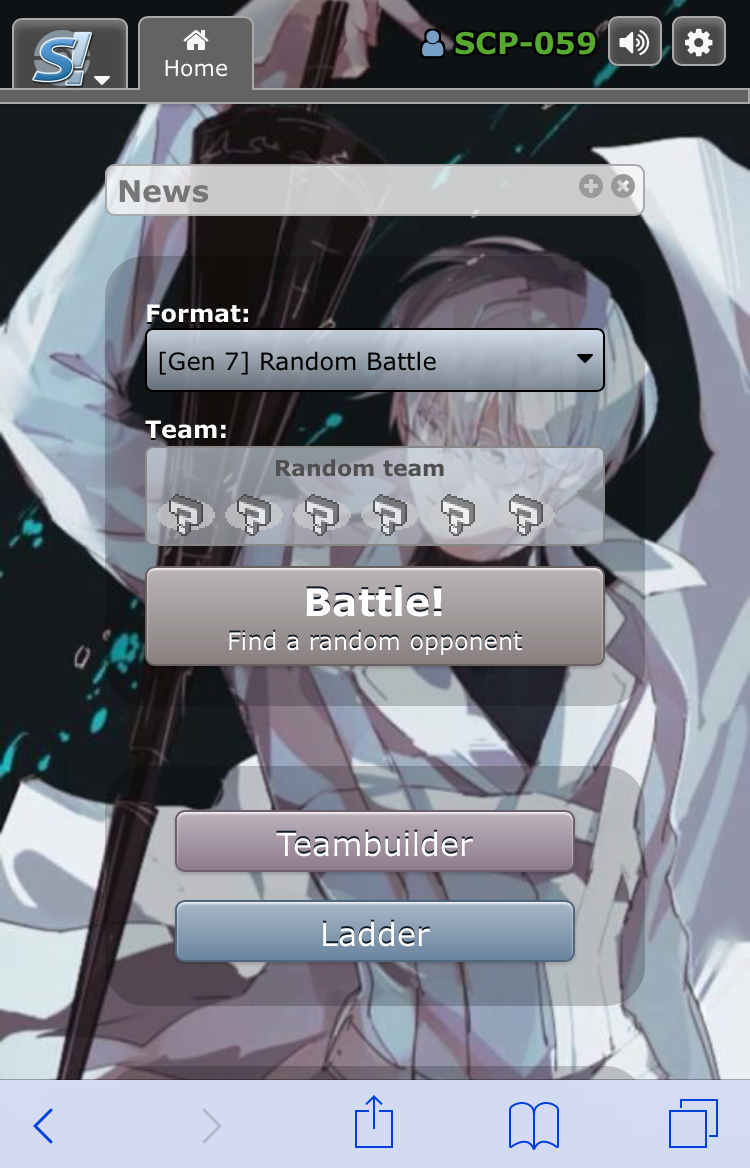 S!
Home
SCP-059
News
Format:
[Gen 7] Random Battle
Team:
Random team
? ? ? ? ? ?
Battle!
Find a random opponent
Teambuilder
Ladder